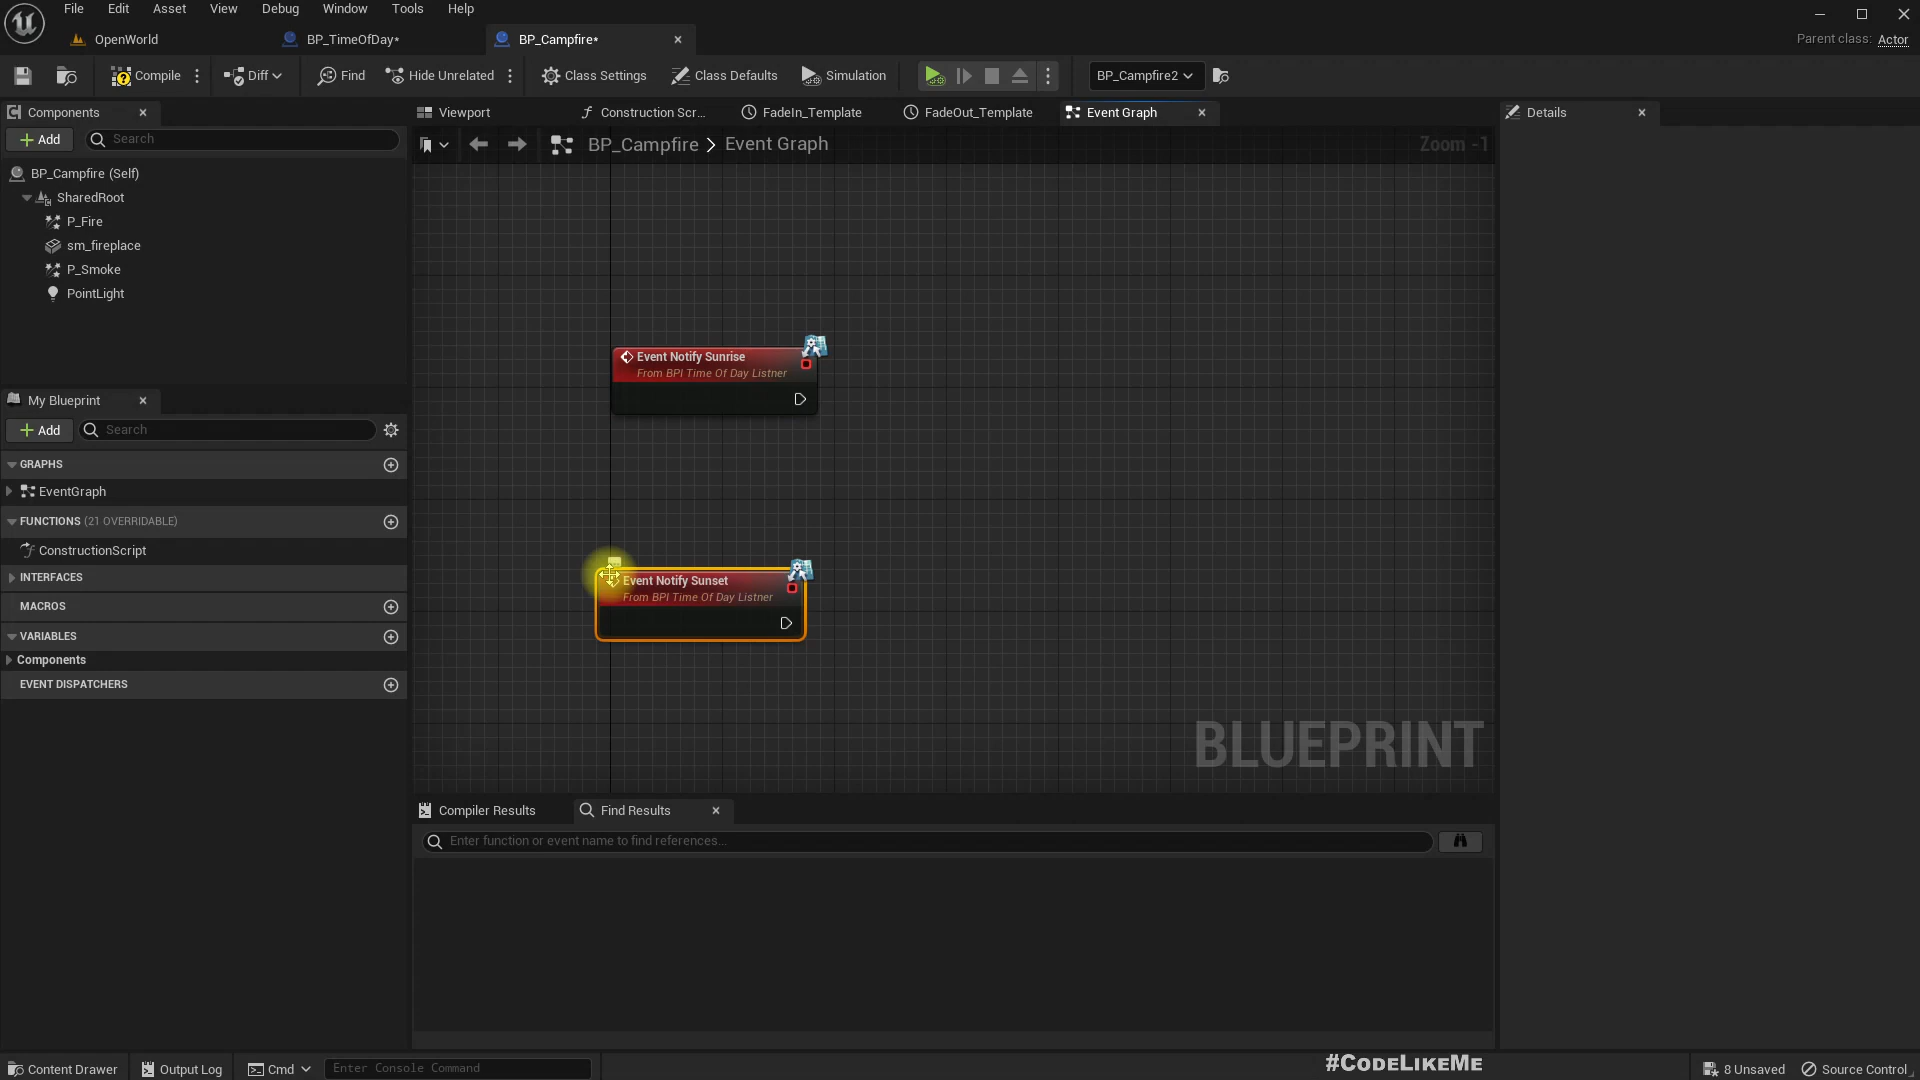 File Edit Asset View Debug Window Tools Help
OpenWorld BP_TimeOfDay* BP_Campfire*
Parent class: Actor
Compile Diff Find Hide Unrelated Class Settings Class Defaults Simulation BP_Campfire2
Components
Add Search
BP_Campfire (Self)
SharedRoot
P_Fire
sm_fireplace
P_Smoke
PointLight
My Blueprint
Add Search
GRAPHS
EventGraph
FUNCTIONS (21 OVERRIDABLE)
ConstructionScript
INTERFACES
MACROS
VARIABLES
Components
EVENT DISPATCHERS
Viewport Construction Scr... FadeIn_Template FadeOut_Template Event Graph
BP_Campfire > Event Graph
Zoom -1
Event Notify Sunrise
From BPI Time Of Day Listner
Event Notify Sunset
From BPI Time Of Day Listner
BLUEPRINT
Compiler Results Find Results
Enter function or event name to find references...
Details
Content Drawer Output Log Cmd Enter Console Command
#CODELIKEME
8 Unsaved Source Control